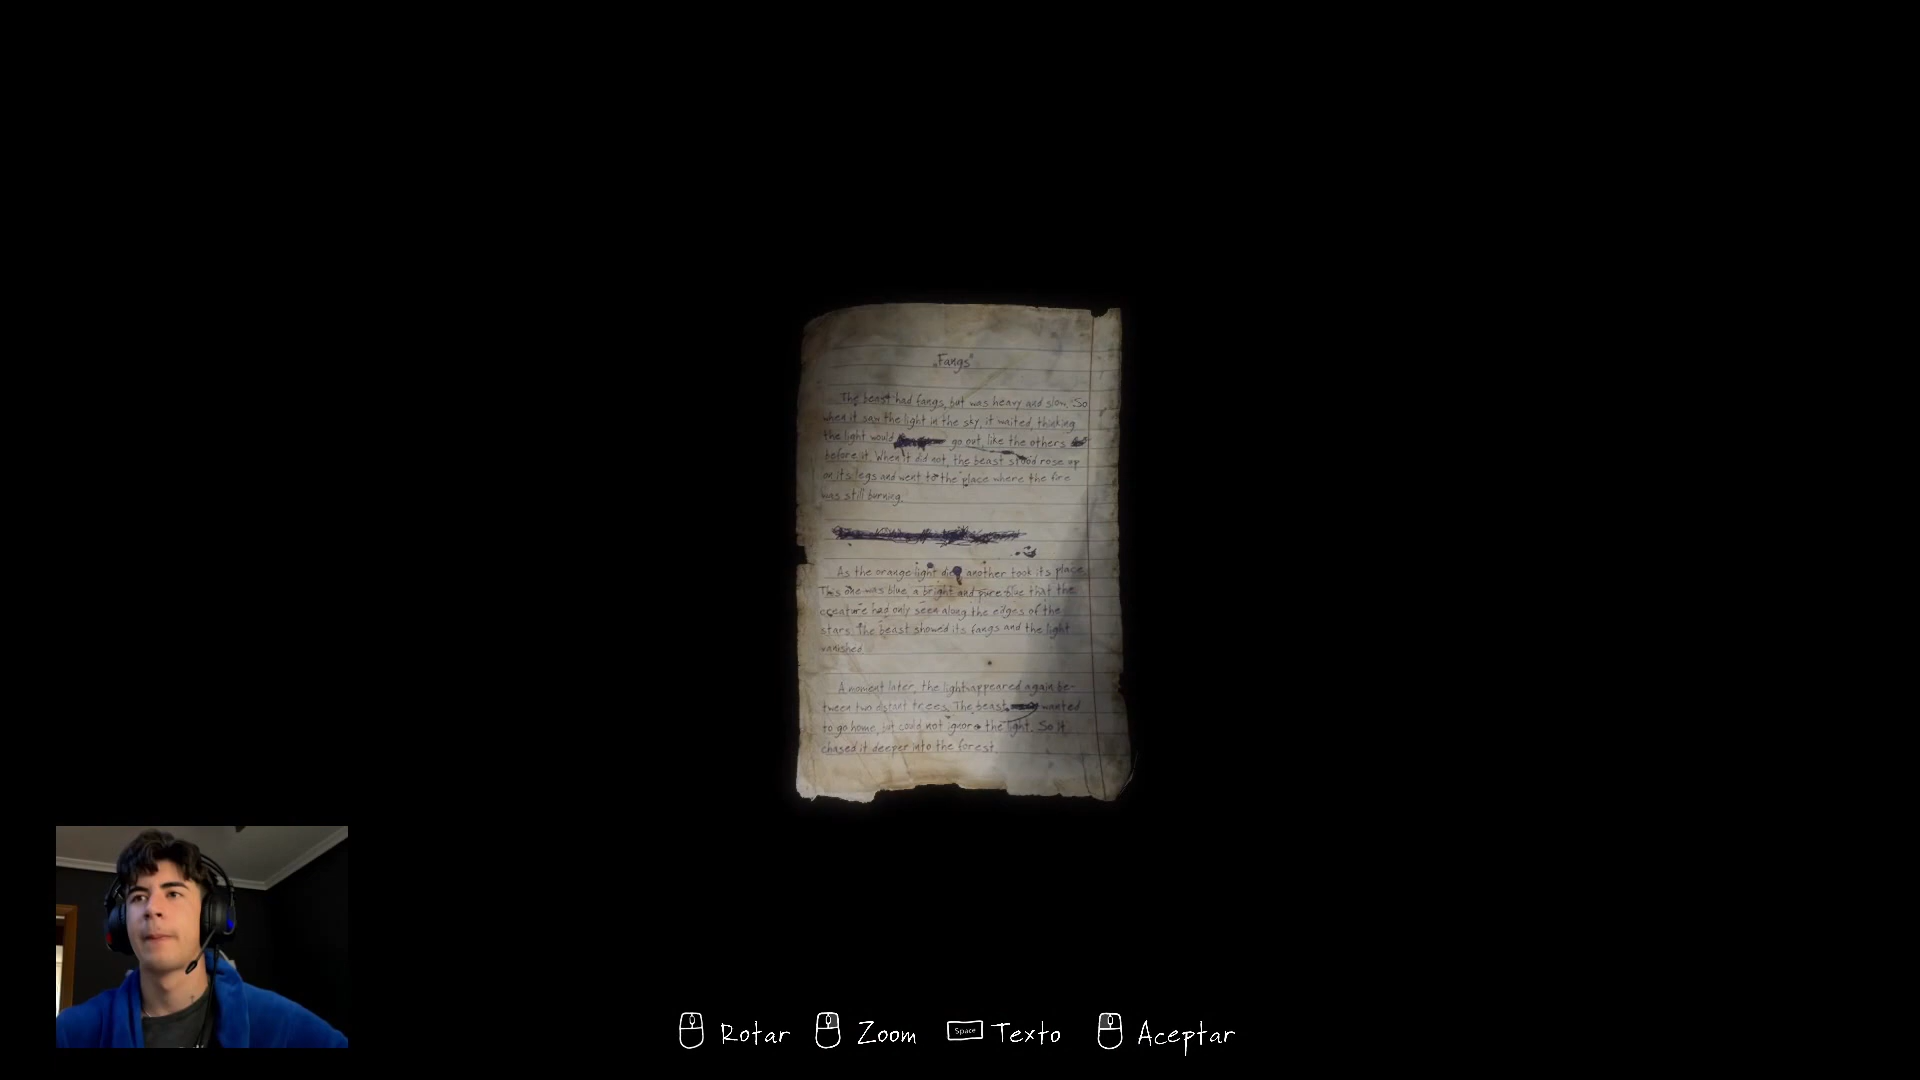 „Fangs"
The beast had fangs, but was heavy and slow. So
when it saw the light in the sky, it waited, thinking
the light would go out, like the others
before it. When it did not, the beast stood rose up
on its legs and went to the place where the fire
was still burning.
As the orange light died another took its place.
This one was blue, a bright and pure blue that the
creature had only seen along the edges of the
stars. The beast showed its fangs and the light
vanished.
A moment later, the light appeared again be-
tween two distant trees. The beast wanted
to go home, but could not ignore the light. So it
chased it deeper into the forest.
Rotar
Zoom
Space
Texto
Aceptar